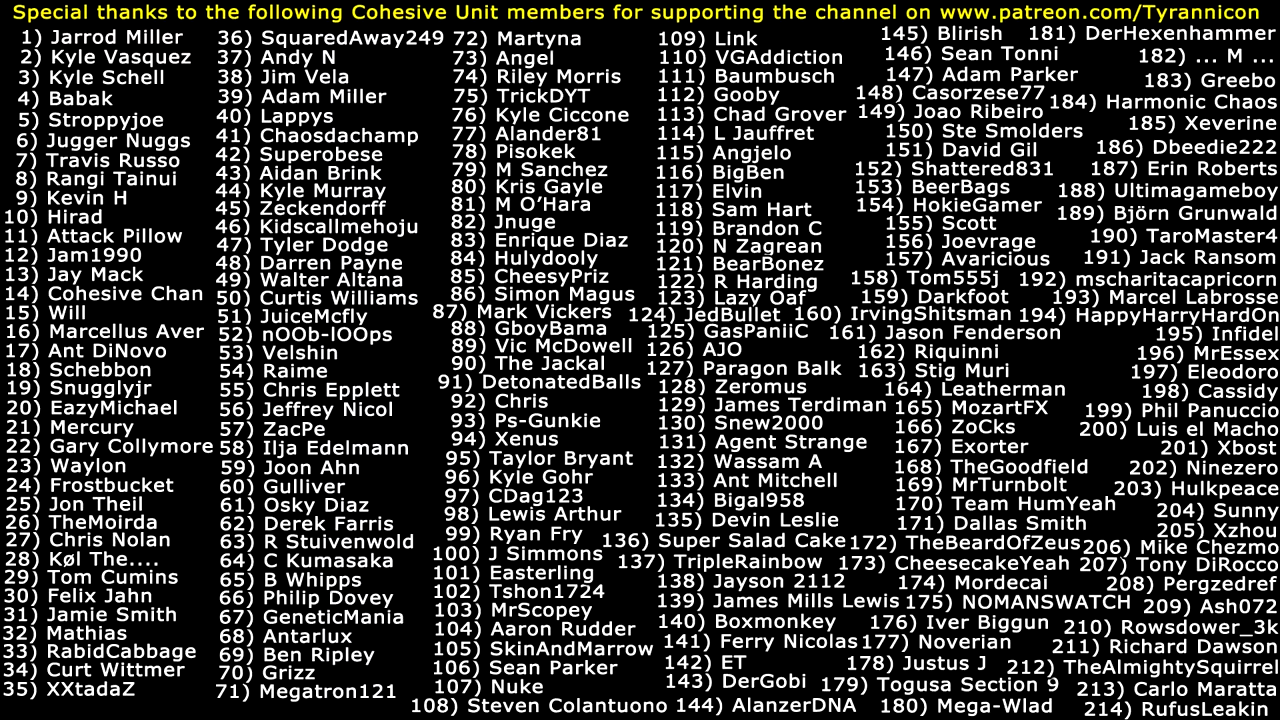 Special thanks to the following Cohesive Unit members for supporting the channel on www.patreon.com/Tyrannicon
1) Jarrod Miller
2) Kyle Vasquez
3) Kyle Schell
4) Babak
5) Stroppyjoe
6) Jugger Nuggs
7) Travis Russo
8) Rangi Tainui
9) Kevin H
10) Hirad
11) Attack Pillow
12) Jam1990
13) Jay Mack
14) Cohesive Chan
15) Will
16) Marcellus Aver
17) Ant DiNovo
18) Schebbon
19) Snugglyjr
20) EazyMichael
21) Mercury
22) Gary Collymore
23) Waylon
24) Frostbucket
25) Jon Theil
26) TheMoirda
27) Chris Nolan
28) Køl The....
29) Tom Cumins
30) Felix Jahn
31) Jamie Smith
32) Mathias
33) RabidCabbage
34) Curt Wittmer
35) XXtadaZ
36) SquaredAway249
37) Andy N
38) Jim Vela
39) Adam Miller
40) Lappys
41) Chaosdachamp
42) Superobese
43) Aidan Brink
44) Kyle Murray
45) Zeckendorff
46) Kidscallmehoju
47) Tyler Dodge
48) Darren Payne
49) Walter Altana
50) Curtis Williams
51) JuiceMcfly
52) nOOb-lOOps
53) Velshin
54) Raime
55) Chris Epplett
56) Jeffrey Nicol
57) ZacPe
58) Ilja Edelmann
59) Joon Ahn
60) Gulliver
61) Osky Diaz
62) Derek Farris
63) R Stuivenwold
64) C Kumasaka
65) B Whipps
66) Philip Dovey
67) GeneticMania
68) Antarlux
69) Ben Ripley
70) Grizz
71) Megatron121
72) Martyna
73) Angel
74) Riley Morris
75) TrickDYT
76) Kyle Ciccone
77) Alander81
78) Pisokek
79) M Sanchez
80) Kris Gayle
81) M O'Hara
82) Jnuge
83) Enrique Diaz
84) Hulydooly
85) CheesyPriz
86) Simon Magus
87) Mark Vickers
88) GboyBama
89) Vic McDowell
90) The Jackal
91) DetonatedBalls
92) Chris
93) Ps-Gunkie
94) Xenus
95) Taylor Bryant
96) Kyle Gohr
97) CDag123
98) Lewis Arthur
99) Ryan Fry
100) J Simmons
101) Easterling
102) Tshon1724
103) MrScopey
104) Aaron Rudder
105) SkinAndMarrow
106) Sean Parker
107) Nuke
108) Steven Colantuono
109) Link
110) VGAddiction
111) Baumbusch
112) Gooby
113) Chad Grover
114) L Jauffret
115) Angjelo
116) BigBen
117) Elvin
118) Sam Hart
119) Brandon C
120) N Zagrean
121) BearBonez
122) R Harding
123) Lazy Oaf
124) JedBullet
125) GasPaniiC
126) AJO
127) Paragon Balk
128) Zeromus
129) James Terdiman
130) Snew2000
131) Agent Strange
132) Wassam A
133) Ant Mitchell
134) Bigal958
135) Devin Leslie
136) Super Salad Cake
137) TripleRainbow
138) Jayson 2112
139) James Mills Lewis
140) Boxmonkey
141) Ferry Nicolas
142) ET
143) DerGobi
144) AlanzerDNA
145) Blirish
146) Sean Tonni
147) Adam Parker
148) Casorzese77
149) Joao Ribeiro
150) Ste Smolders
151) David Gil
152) Shattered831
153) BeerBags
154) HokieGamer
155) Scott
156) Joevrage
157) Avaricious
158) Tom555j
159) Darkfoot
160) IrvingShitsman
161) Jason Fenderson
162) Riquinni
163) Stig Muri
164) Leatherman
165) MozartFX
166) ZoCks
167) Exorter
168) TheGoodfield
169) MrTurnbolt
170) Team HumYeah
171) Dallas Smith
172) TheBeardOfZeus
173) CheesecakeYeah
174) Mordecai
175) NOMANSWATCH
176) Iver Biggun
177) Noverian
178) Justus J
179) Togusa Section 9
180) Mega-Wlad
181) DerHexenhammer
182) ... M ...
183) Greebo
184) Harmonic Chaos
185) Xeverine
186) Dbeedie222
187) Erin Roberts
188) Ultimagameboy
189) Björn Grunwald
190) TaroMaster4
191) Jack Ransom
192) mscharitacapricorn
193) Marcel Labrosse
194) HappyHarryHardOn
195) Infidel
196) MrEssex
197) Eleodoro
198) Cassidy
199) Phil Panuccio
200) Luis el Macho
201) Xbost
202) Ninezero
203) Hulkpeace
204) Sunny
205) Xzhou
206) Mike Chezmo
207) Tony DiRocco
208) Pergzedref
209) Ash072
210) Rowsdower_3k
211) Richard Dawson
212) TheAlmightySquirrel
213) Carlo Maratta
214) RufusLeakin